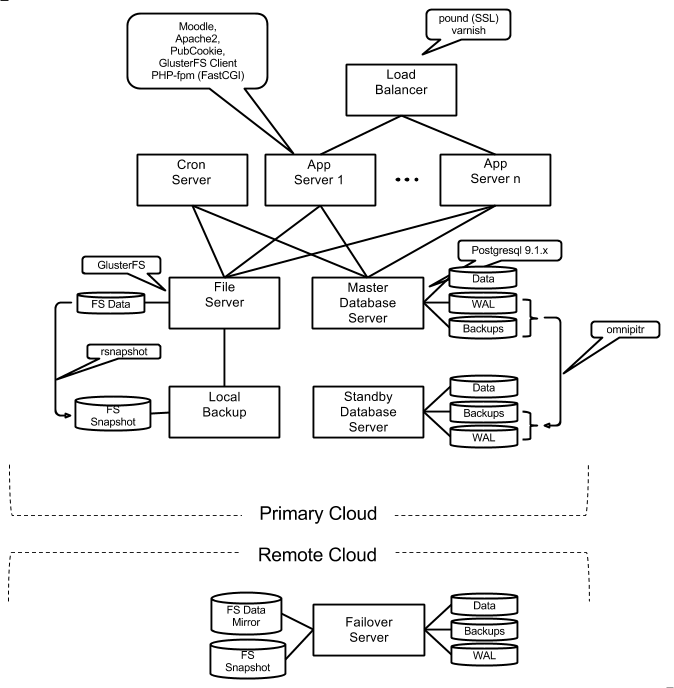 Moodle,
Apache2,
PubCookie,
GlusterFS Client
PHP-fpm (FastCGI)
pound (SSL)
varnish
Load
Balancer
Cron
Server
App
Server 1
App
Server n
GlusterFS
File
Server
FS Data
Master
Database
Server
Postgresql 9.1.x
Data
WAL
Backups
omnipitr
rsnapshot
Local
Backup
FS
Snapshot
Standby
Database
Server
Data
Backups
WAL
Primary Cloud
Remote Cloud
FS Data
Mirror
FS
Snapshot
Failover
Server
Data
Backups
WAL